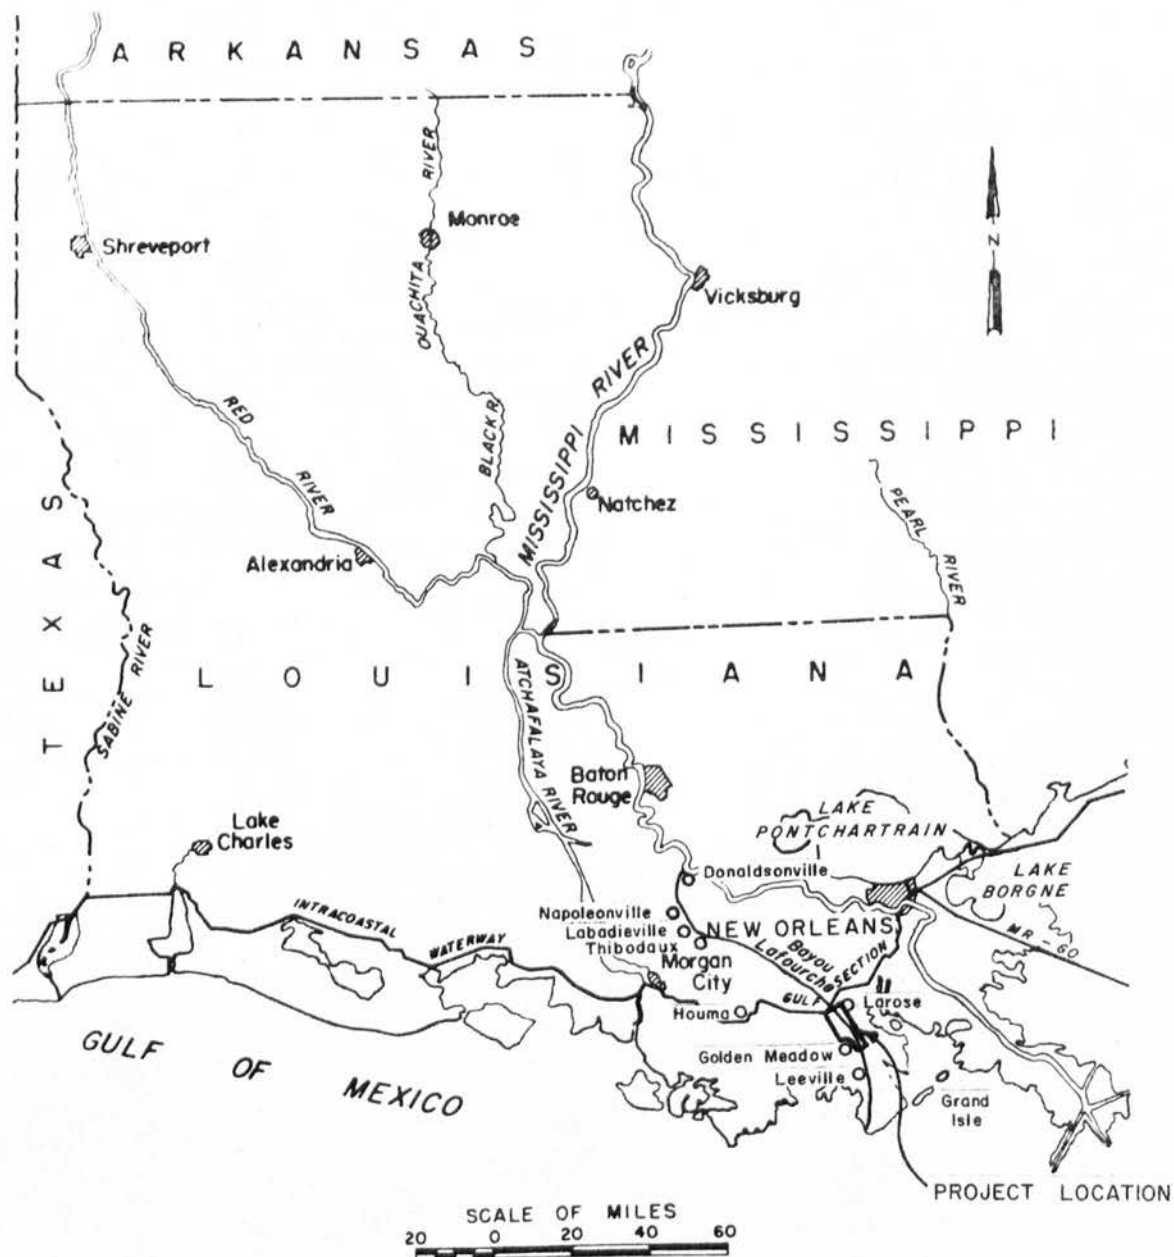 ARKANSAS
RIVER
Monroe
Shreveport
OUACHITA
N
Vicksburg
RED
RIVER
BLACK R.
MISSISSIPPI RIVER
MISSISSIPPI
Natchez
PEARL
RIVER
Alexandria
TEXAS
SABINE RIVER
LOUISIANA
ATCHAFALAYA RIVER
Baton
Rouge
Lake
Charles
LAKE
PONTCHARTRAIN
LAKE
BORGNE
Donaldsonville
INTRACOASTAL
WATERWAY
Napoleonville
Labadieville
Thibodaux
NEW ORLEANS
MR-GO
Bayou
Lafourche
Morgan
City
GULF SECTION
Houma
Larose
Golden Meadow
Leeville
Grand
Isle
GULF OF MEXICO
PROJECT LOCATION
SCALE OF MILES
20 0 20 40 60